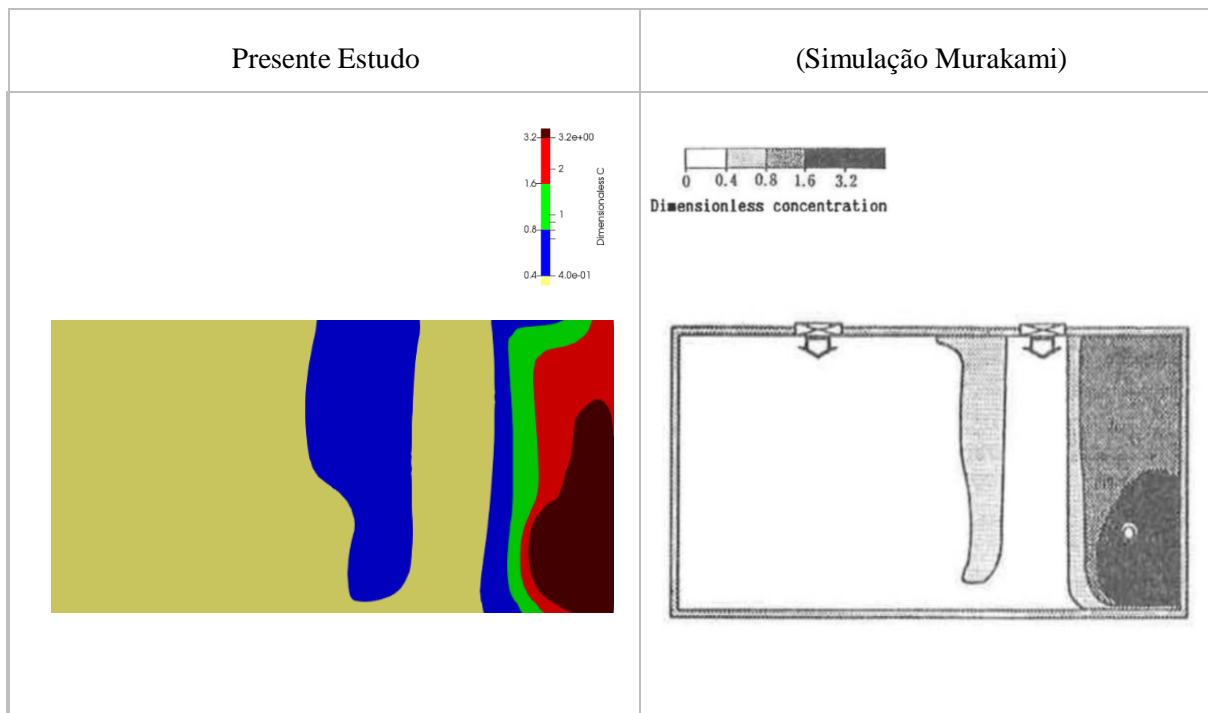 Presente Estudo
(Simulação Murakami)
3.2 3.2e+00
2
1.6
1
0.8
0.4 4.0e-01
Dimensionless C
0 0.4 0.8 1.6 3.2
Dimensionless concentration